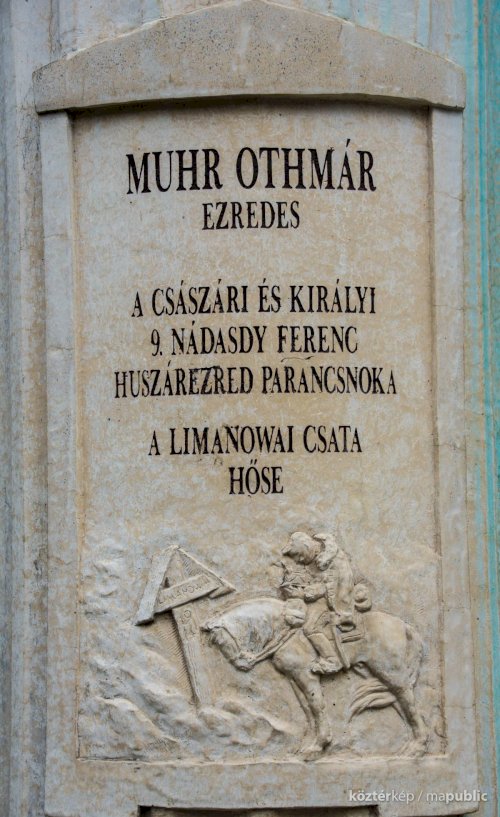 MUHR OTHMÁR
EZREDES
A CSÁSZÁRI ÉS KIRÁLYI
9. NÁDASDY FERENC
HUSZÁREZRED PARANCSNOKA
A LIMANOWAI CSATA
HŐSE
köztérkép / mapublic